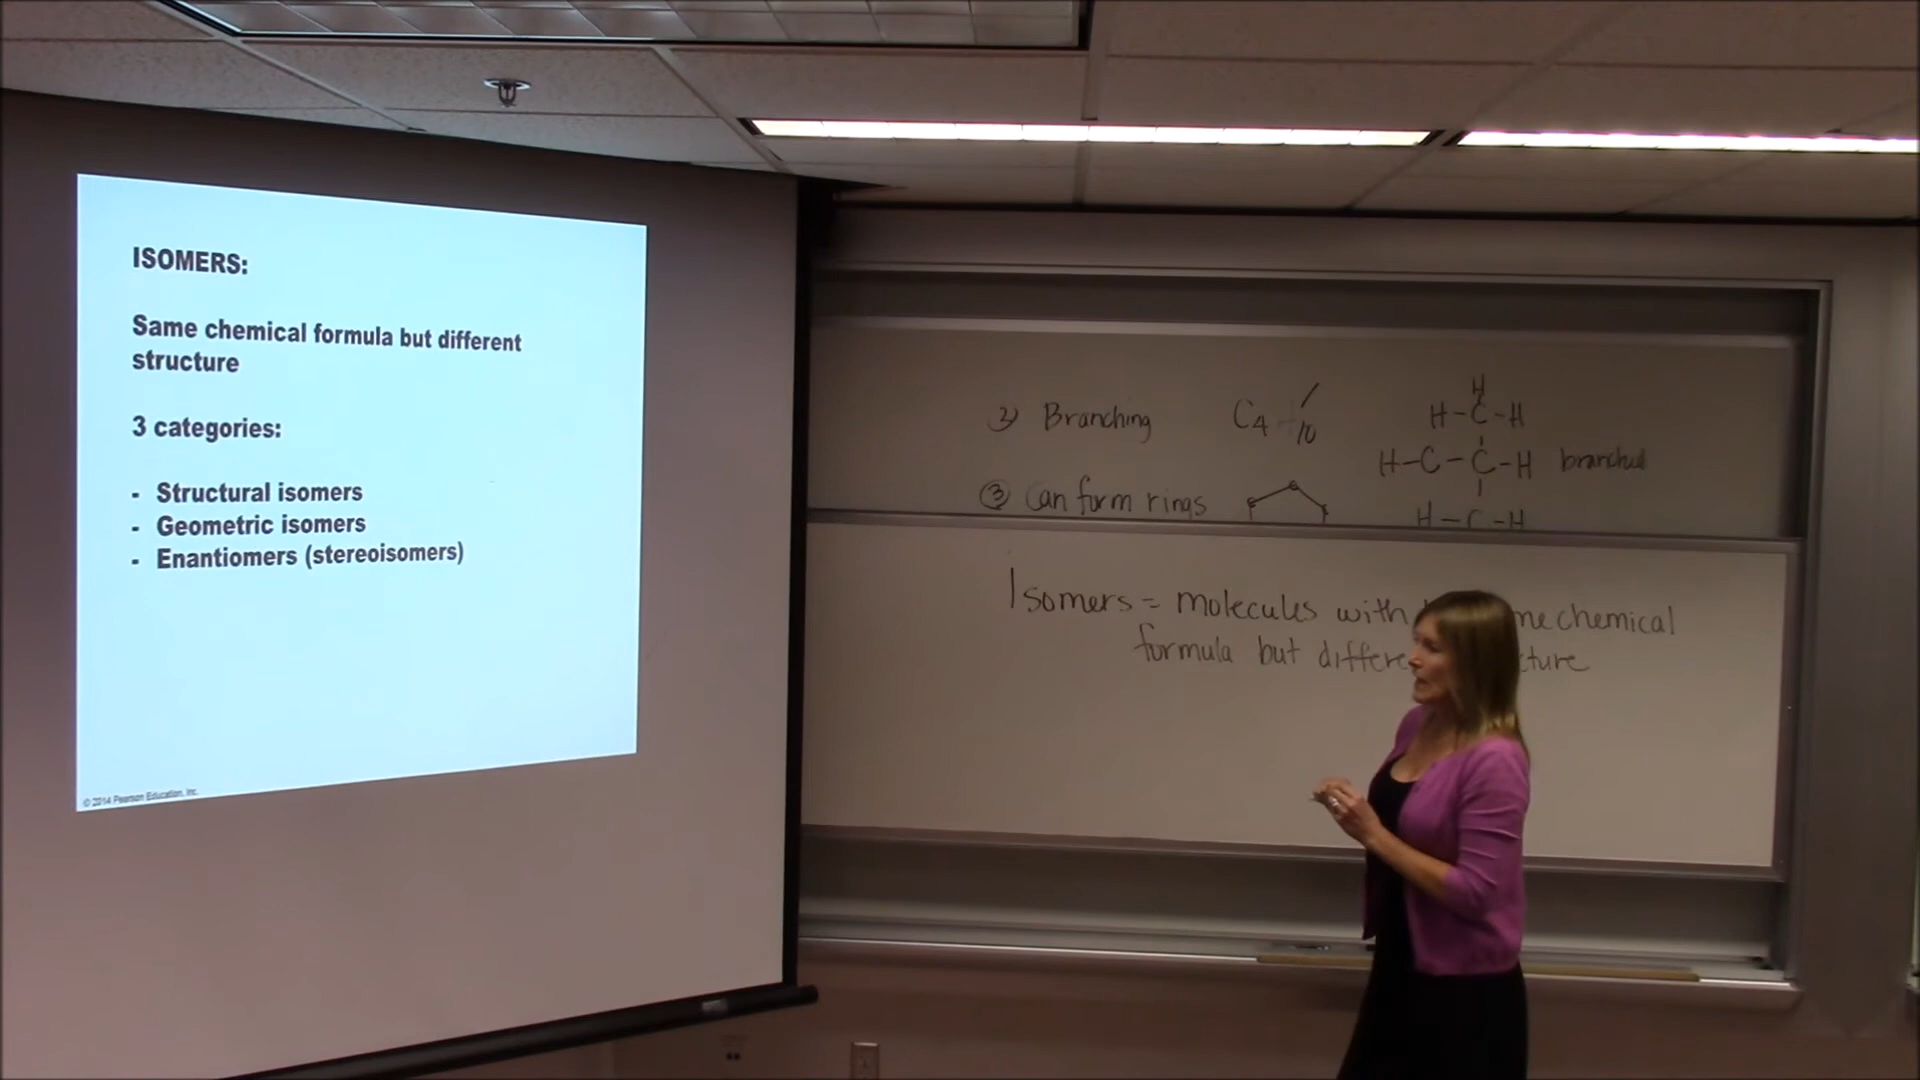 ISOMERS:
Same chemical formula but different
structure
3 categories:
- Structural isomers
- Geometric isomers
- Enantiomers (stereoisomers)
© 2014 Pearson Education, Inc.
2) Branching C4 10
③ Can form rings
H
H-C-H
H-C-C-H branched
H-C-H
Isomers = molecules with me chemical
formula but differe cture